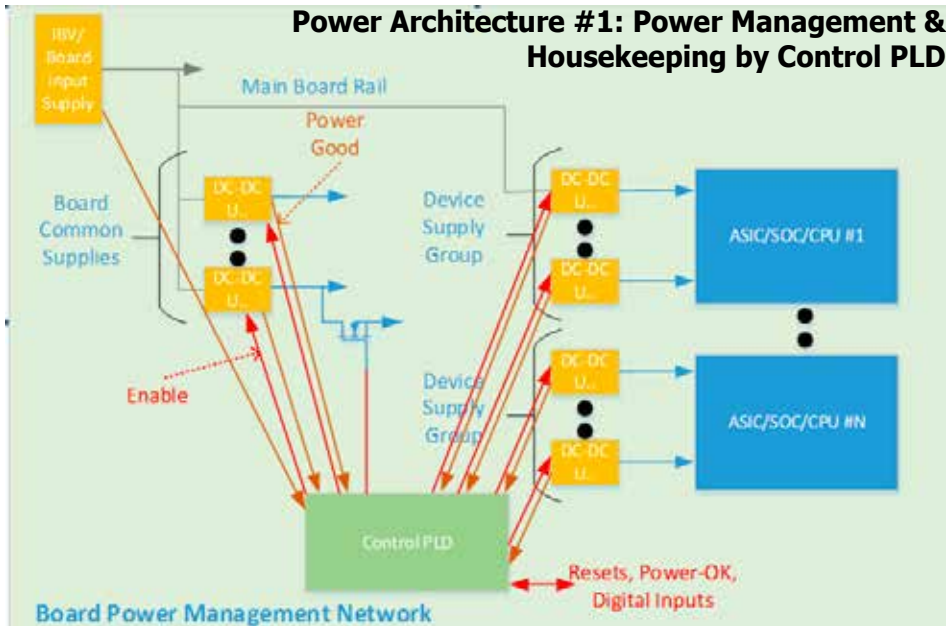 Power Architecture #1: Power Management &
Housekeeping by Control PLD
IBV/
Board
Input
Supply
Main Board Rail
Power
Good
Board
Common
Supplies
DC-DC
U...
DC-DC
U...
Enable
Device
Supply
Group
DC-DC
U...
DC-DC
U...
ASIC/SOC/CPU #1
Device
Supply
Group
DC-DC
U...
DC-DC
U...
ASIC/SOC/CPU #N
Control PLD
Resets, Power-OK,
Digital Inputs
Board Power Management Network